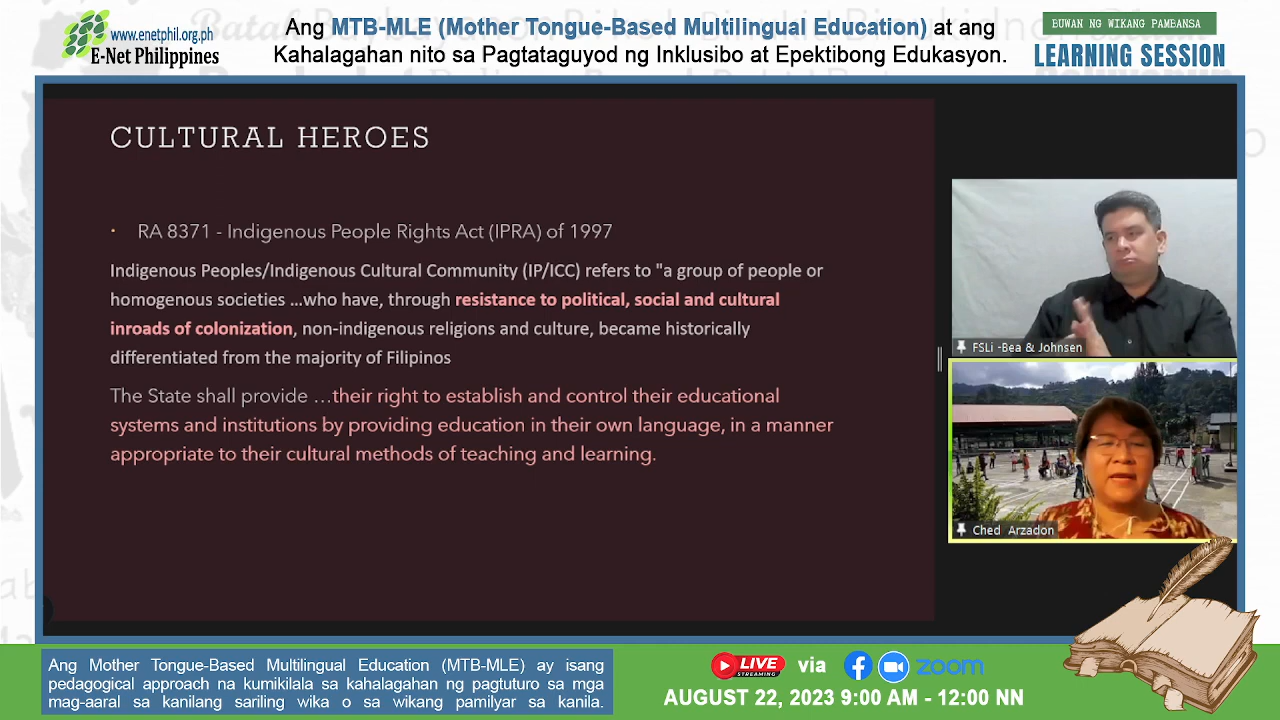 www.enetphil.org.ph
E-Net Philippines
Ang MTB-MLE (Mother Tongue-Based Multilingual Education) at ang
Kahalagahan nito sa Pagtataguyod ng Inklusibo at Epektibong Edukasyon.
BUWAN NG WIKANG PAMBANSA
LEARNING SESSION
CULTURAL HEROES
· RA 8371 - Indigenous People Rights Act (IPRA) of 1997
Indigenous Peoples/Indigenous Cultural Community (IP/ICC) refers to "a group of people or
homogenous societies …who have, through resistance to political, social and cultural
inroads of colonization, non-indigenous religions and culture, became historically
differentiated from the majority of Filipinos
The State shall provide …their right to establish and control their educational
systems and institutions by providing education in their own language, in a manner
appropriate to their cultural methods of teaching and learning.
FSLi -Bea & Johnsen
Ched Arzadon
Ang Mother Tongue-Based Multilingual Education (MTB-MLE) ay isang
pedagogical approach na kumikilala sa kahalagahan ng pagtuturo sa mga
mag-aaral sa kanilang sariling wika o sa wikang pamilyar sa kanila.
LIVE via zoom
STREAMING
AUGUST 22, 2023 9:00 AM - 12:00 NN